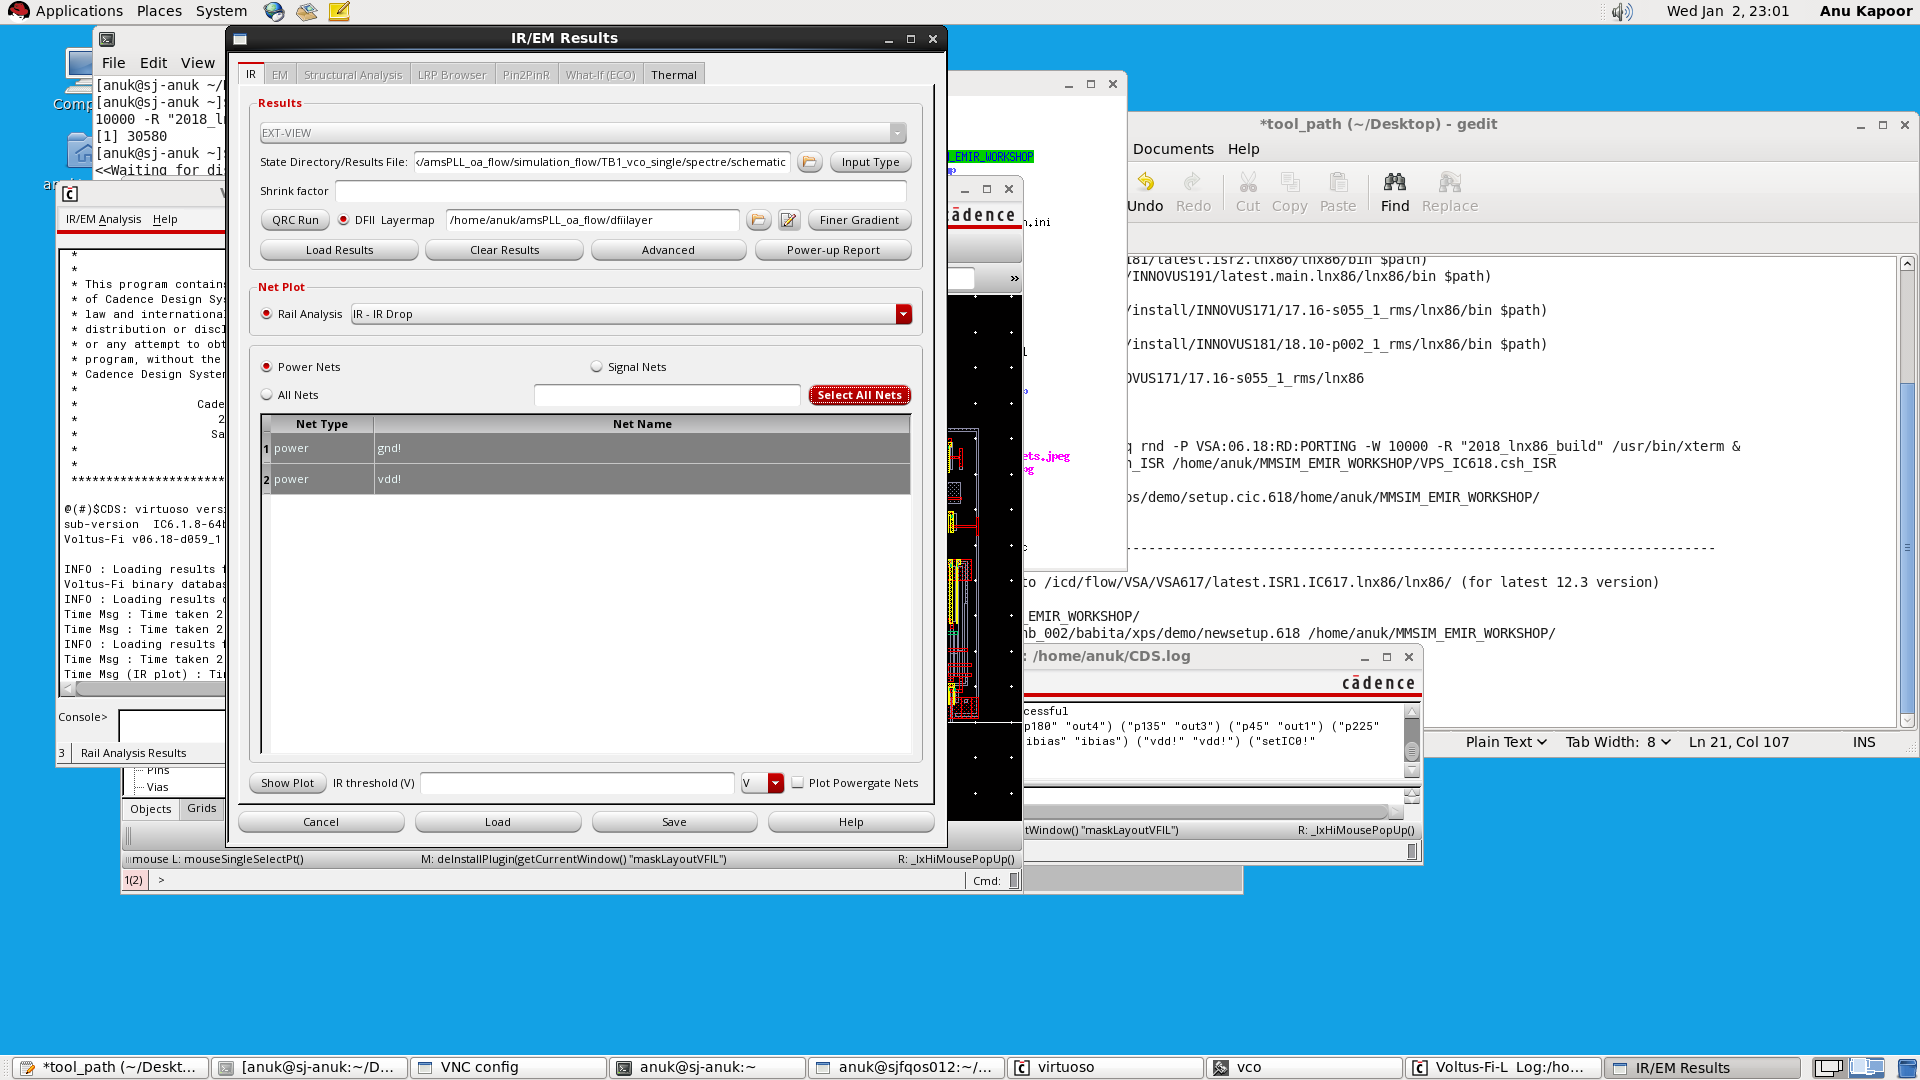 Applications Places System
Wed Jan 2, 23:01 Anu Kapoor
IR/EM Results
File Edit View
IR EM Structural Analysis LRP Browser Pin2PinR What-If (ECO) Thermal
Results
EXT-VIEW
State Directory/Results File: </amsPLL_oa_flow/simulation_flow/TB1_vco_single/spectre/schematic Input Type
Shrink factor
QRC Run DFII Layermap /home/anuk/amsPLL_oa_flow/dfiilayer Finer Gradient
Load Results Clear Results Advanced Power-up Report
Net Plot
Rail Analysis IR - IR Drop
Power Nets Signal Nets
All Nets Select All Nets
Net Type Net Name
1 power gnd!
2 power vdd!
Show Plot IR threshold (V) V Plot Powergate Nets
Cancel Load Save Help
[anuk@sj-anuk ~/
[anuk@sj-anuk ~]
10000 -R "2018_l
[1] 30580
[anuk@sj-anuk ~]
<<Waiting for di
IR/EM Analysis Help
*
*
* This program contains
* of Cadence Design Sys
* law and internationa
* distribution or discl
* or any attempt to obt
* program, without the
* Cadence Design System
*
* Cade
* 2
* Sa
*
*
@(#)$CDS: virtuoso versi
sub-version IC6.1.8-64b
Voltus-Fi v06.18-d059_1
INFO : Loading results f
Voltus-Fi binary databas
INFO : Loading results o
Time Msg : Time taken 2
Time Msg : Time taken 2
INFO : Loading results f
Time Msg : Time taken 2
Time Msg (IR plot) : Ti
Console>
3 Rail Analysis Results
Pins
Vias
Objects Grids
mouse L: mouseSingleSelectPt() M: deInstallPlugin(getCurrentWindow() "maskLayoutVFIL") R: _lxHiMousePopUp()
1(2) > Cmd:
_EMIR_WORKSHOP
cādence
n.ini
ets.jpeg
*tool_path (~/Desktop) - gedit
Documents Help
Undo Redo Cut Copy Paste Find Replace
181/latest.isr2.lnx86/lnx86/bin $path)
/INNOVUS191/latest.main.lnx86/lnx86/bin $path)
/install/INNOVUS171/17.16-s055_1_rms/lnx86/bin $path)
/install/INNOVUS181/18.10-p002_1_rms/lnx86/bin $path)
OVUS171/17.16-s055_1_rms/lnx86
q rnd -P VSA:06.18:RD:PORTING -W 10000 -R "2018_lnx86_build" /usr/bin/xterm &
h_ISR /home/anuk/MMSIM_EMIR_WORKSHOP/VPS_IC618.csh_ISR
ps/demo/setup.cic.618/home/anuk/MMSIM_EMIR_WORKSHOP/
to /icd/flow/VSA/VSA617/latest.ISR1.IC617.lnx86/lnx86/ (for latest 12.3 version)
_EMIR_WORKSHOP/
mb_002/babita/xps/demo/newsetup.618 /home/anuk/MMSIM_EMIR_WORKSHOP/
Plain Text Tab Width: 8 Ln 21, Col 107 INS
: /home/anuk/CDS.log
cādence
cessful
p180" "out4") ("p135" "out3") ("p45" "out1") ("p225"
ibias" "ibias") ("vdd!" "vdd!") ("setIC0!"
tWindow() "maskLayoutVFIL") R: _lxHiMousePopUp()
*tool_path (~/Deskt... [anuk@sj-anuk:~/D... VNC config anuk@sj-anuk:~ anuk@sjfqos012:~/... virtuoso vco Voltus-Fi-L Log:/ho... IR/EM Results